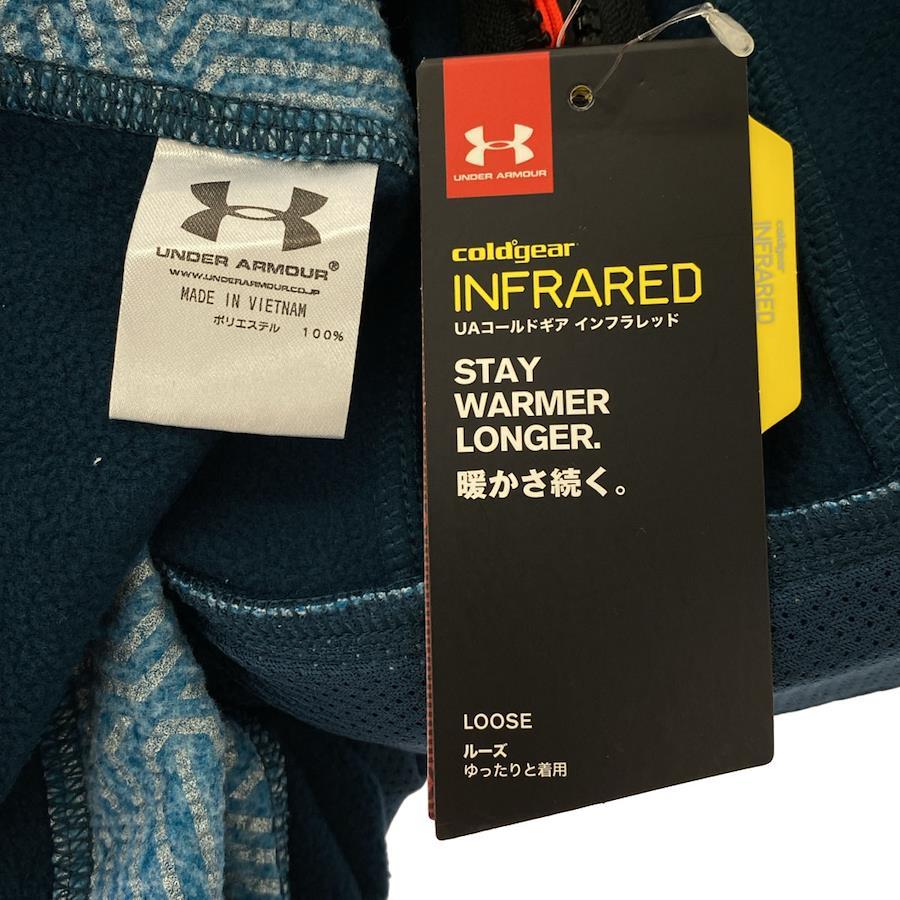 UNDER ARMOUR®
WWW.UNDERARMOUR.CO.JP
MADE IN VIETNAM
ポリエステル 100%
UNDER ARMOUR
coldgear
INFRARED
UAコールドギア インフラレッド
STAY
WARMER
LONGER.
暖かさ続く。
LOOSE
ルーズ
ゆったりと着用
coldgear
INFRARED